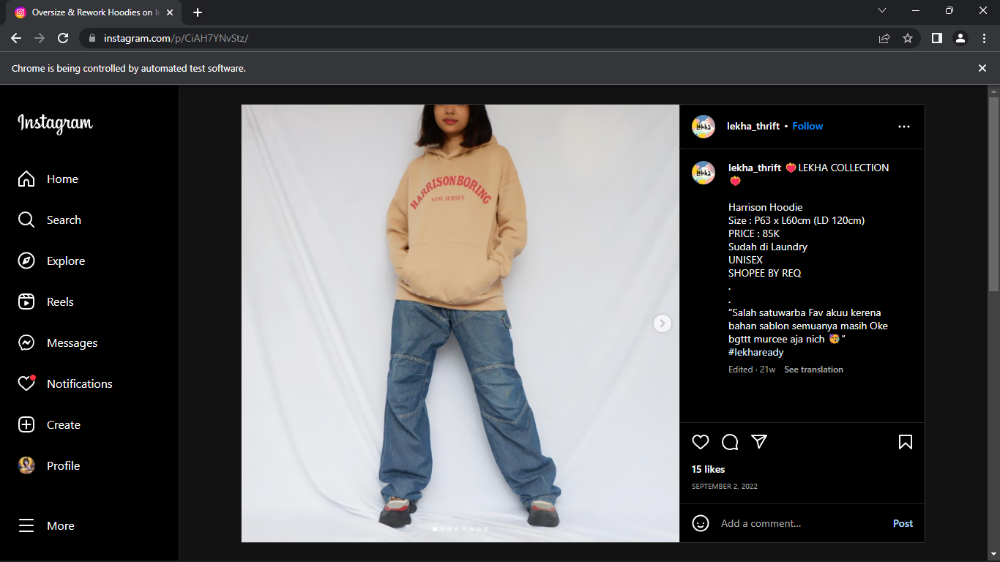 Oversize & Rework Hoodies on I
instagram.com/p/CiAH7YNvStz/
Chrome is being controlled by automated test software.
Instagram
Home
Search
Explore
Reels
Messages
Notifications
Create
Profile
More
HARRISONBORING
NEW JERSEY
Lekha
lekha_thrift • Follow
Lekha
lekha_thrift ❤️‍🔥LEKHA COLLECTION
❤️‍🔥
Harrison Hoodie
Size : P63 x L60cm (LD 120cm)
PRICE : 85K
Sudah di Laundry
UNISEX
SHOPEE BY REQ
.
.
"Salah satuwarba Fav akuu kerena
bahan sablon semuanya masih Oke
bgttt murcee aja nich 🥳"
#lekhaready
Edited · 21w See translation
15 likes
SEPTEMBER 2, 2022
Add a comment...
Post